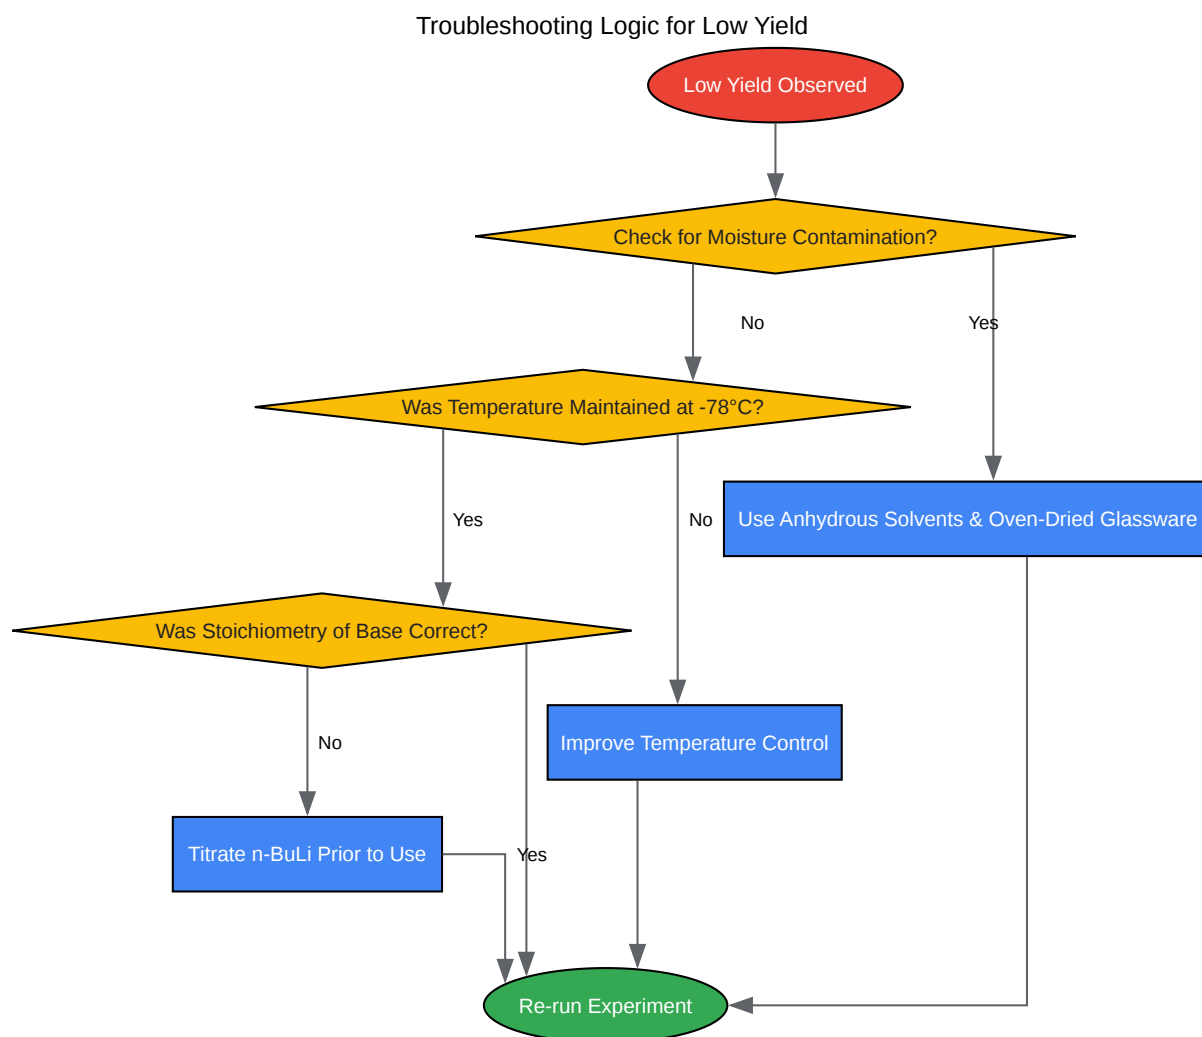 Troubleshooting Logic for Low Yield
Low Yield Observed
Check for Moisture Contamination?
No
Yes
Was Temperature Maintained at -78°C?
Yes
No
Use Anhydrous Solvents & Oven-Dried Glassware
Was Stoichiometry of Base Correct?
No
Improve Temperature Control
Titrate n-BuLi Prior to Use
Yes
Re-run Experiment